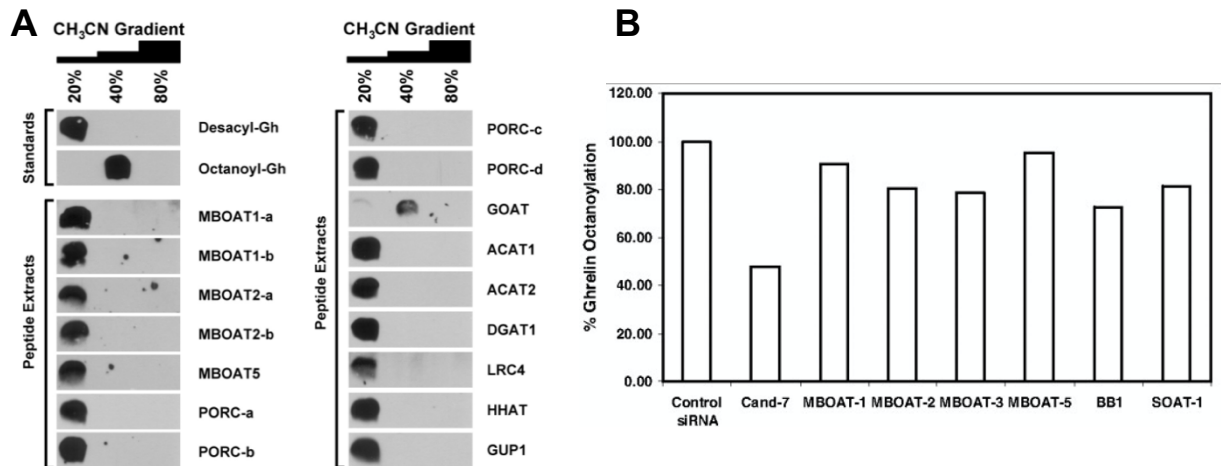 A
CH₃CN Gradient
20%
40%
80%
Standards
Desacyl-Gh
Octanoyl-Gh
Peptide Extracts
MBOAT1-a
MBOAT1-b
MBOAT2-a
MBOAT2-b
MBOAT5
PORC-a
PORC-b
CH₃CN Gradient
20%
40%
80%
Peptide Extracts
PORC-c
PORC-d
GOAT
ACAT1
ACAT2
DGAT1
LRC4
HHAT
GUP1
B
% Ghrelin Octanoylation
120.00
100.00
80.00
60.00
40.00
20.00
0.00
Control siRNA
Cand-7
MBOAT-1
MBOAT-2
MBOAT-3
MBOAT-5
BB1
SOAT-1